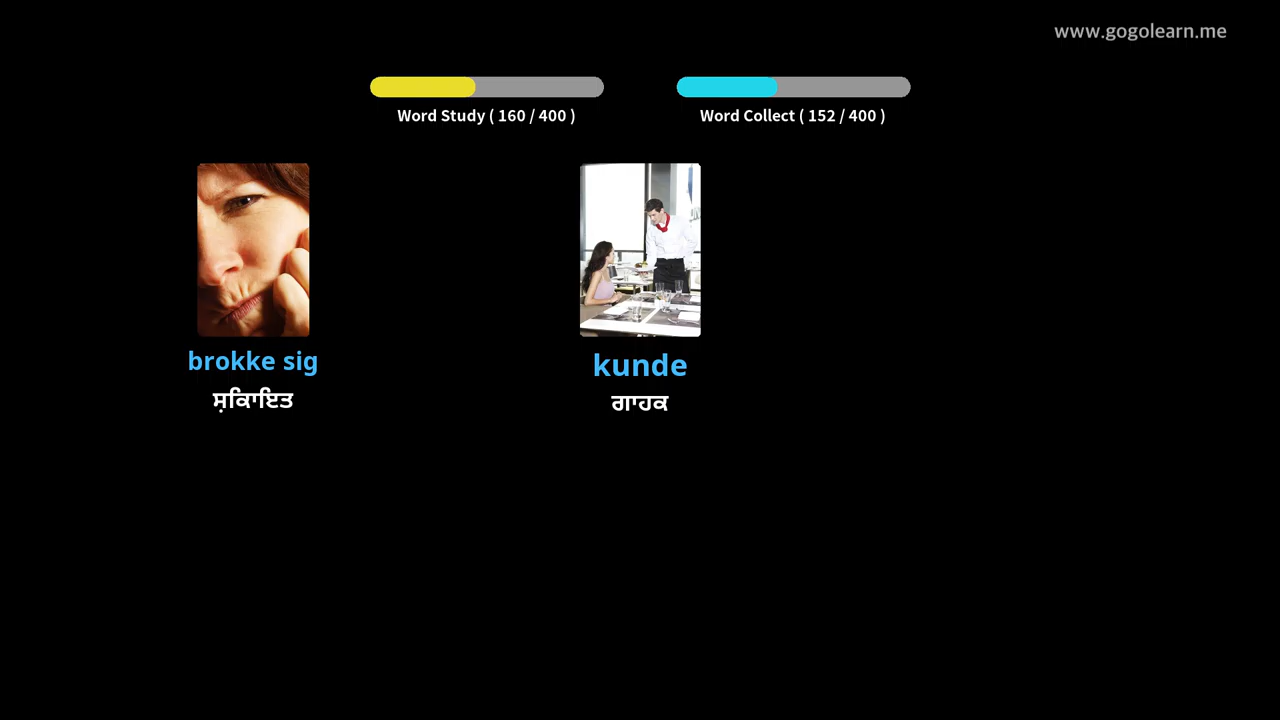 www.gogolearn.me
Word Study ( 160 / 400 )
Word Collect ( 152 / 400 )
brokke sig
ਸ਼ਿਕਾਇਤ
kunde
ਗਾਹਕ